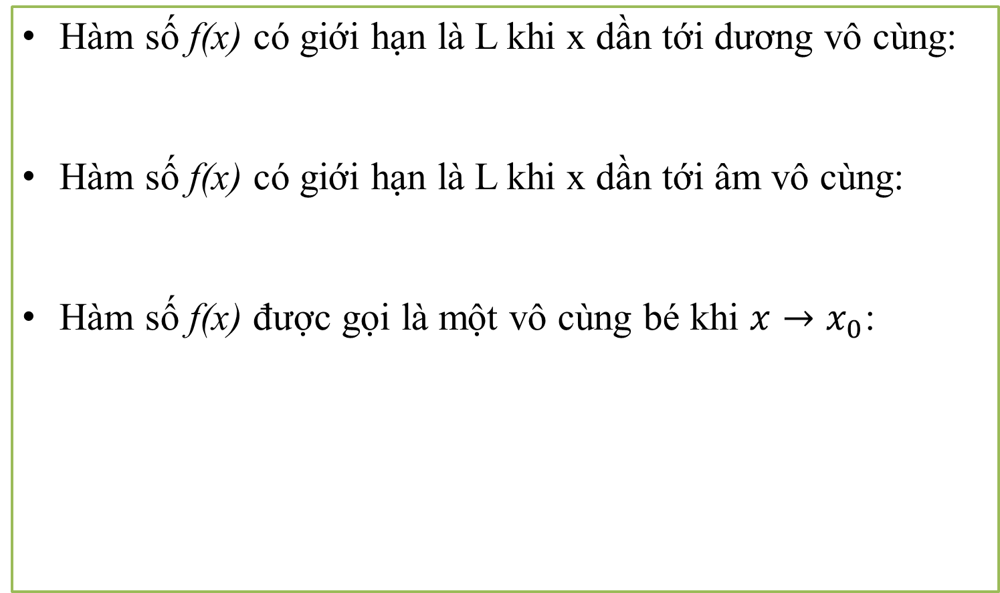 • Hàm số f(x) có giới hạn là L khi x dần tới dương vô cùng:
• Hàm số f(x) có giới hạn là L khi x dần tới âm vô cùng:
• Hàm số f(x) được gọi là một vô cùng bé khi x → x₀: